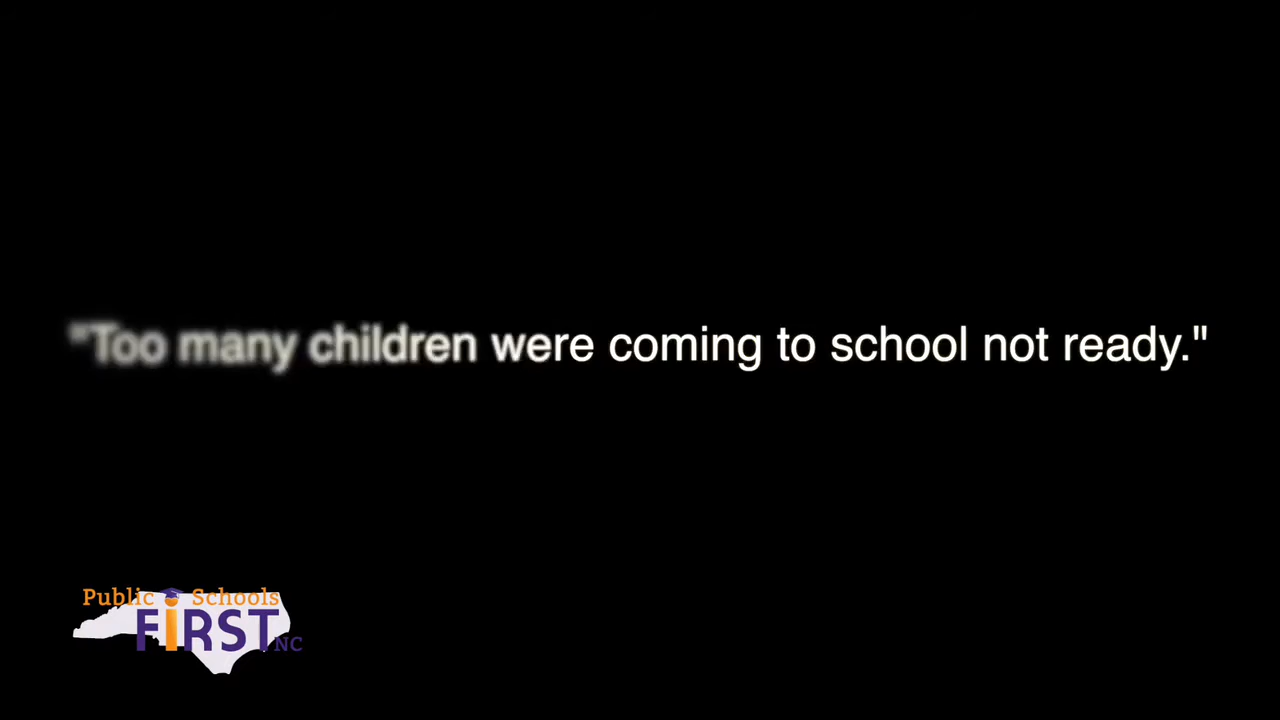 "Too many children were coming to school not ready."
Public Schools
FiRST NC